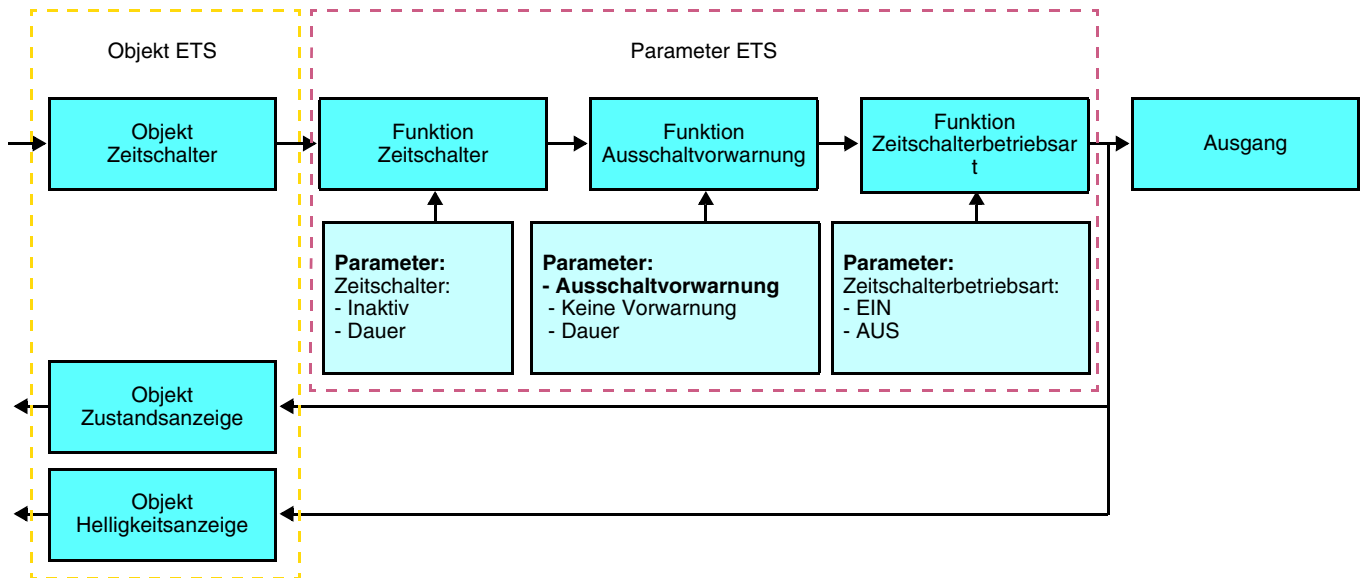 Objekt ETS
Parameter ETS
Objekt
Zeitschalter
Funktion
Zeitschalter
Funktion
Ausschaltvorwarnung
Funktion
Zeitschalterbetriebsar
t
Ausgang
Parameter:
Zeitschalter:
- Inaktiv
- Dauer
Parameter:
- Ausschaltvorwarnung
- Keine Vorwarnung
- Dauer
Parameter:
Zeitschalterbetriebsart:
- EIN
- AUS
Objekt
Zustandsanzeige
Objekt
Helligkeitsanzeige